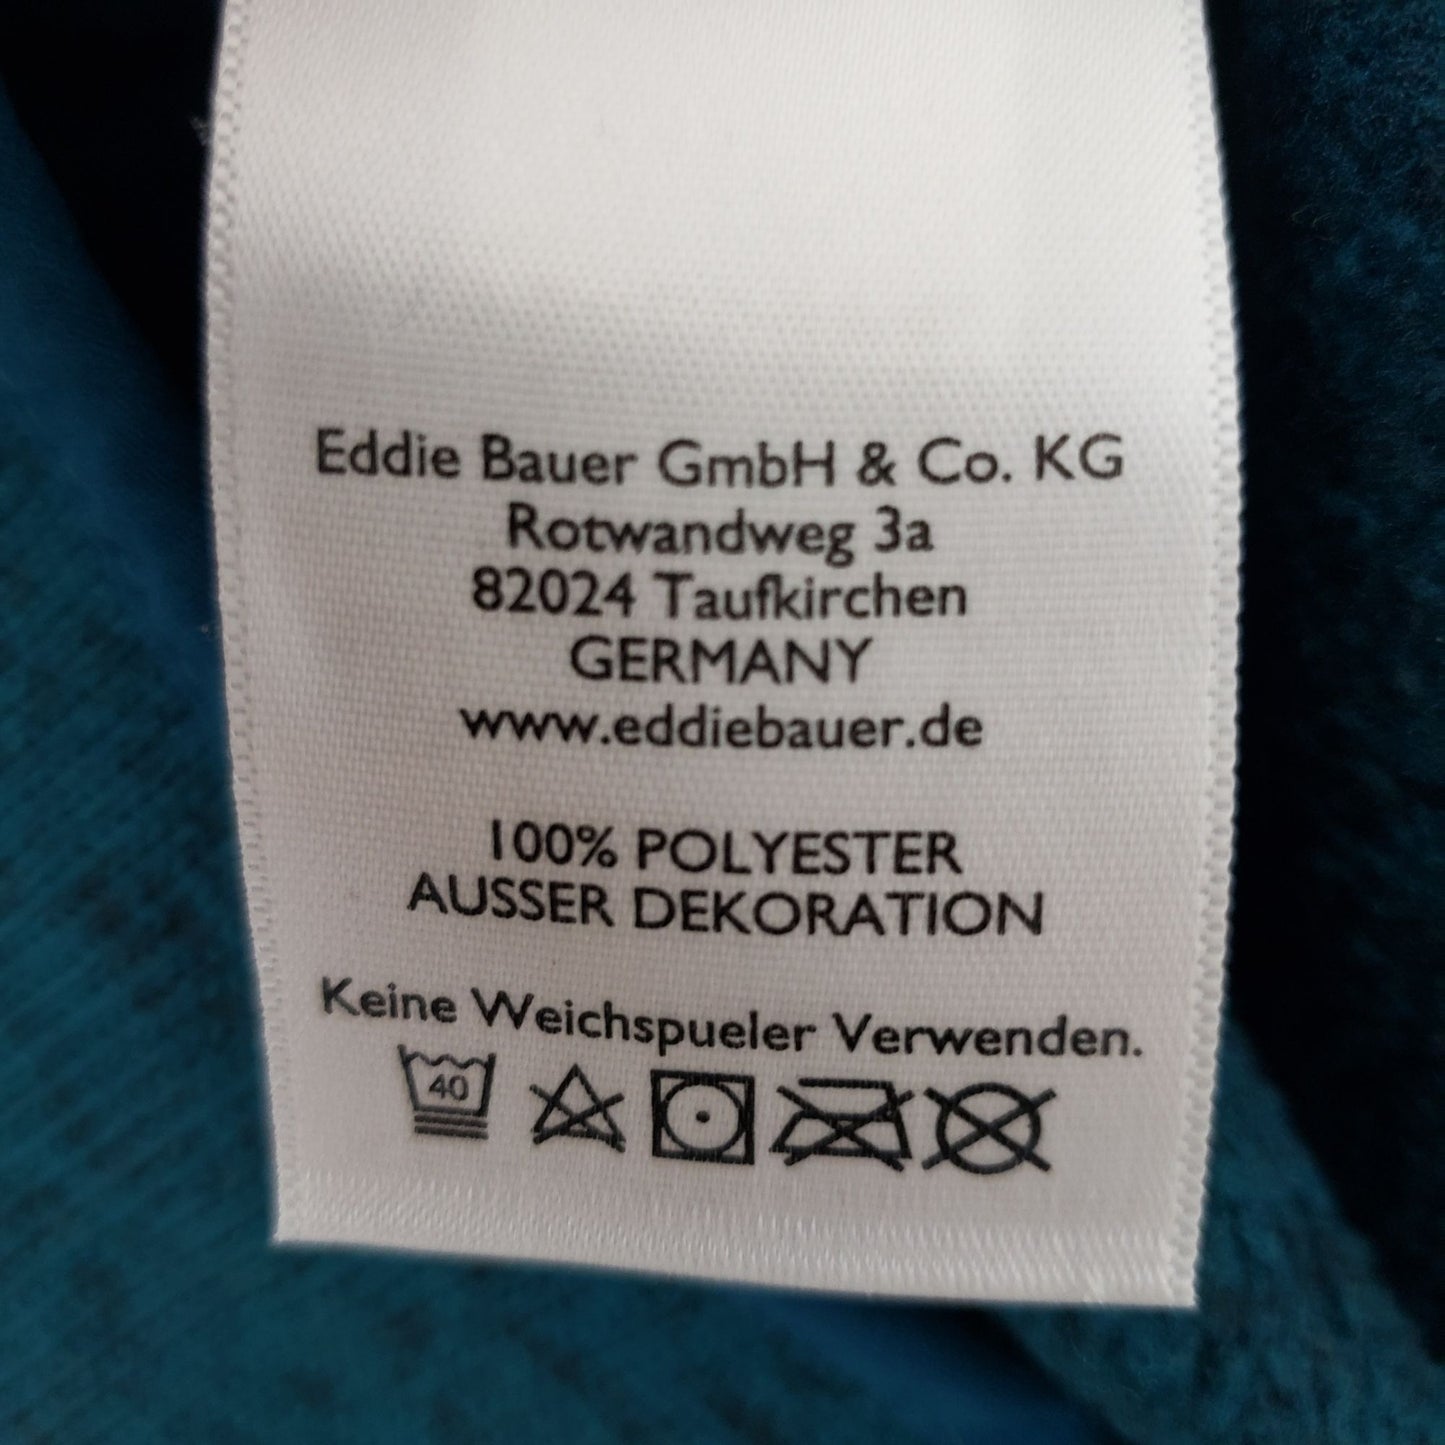 Eddie Bauer GmbH & Co. KG
Rotwandweg 3a
82024 Taufkirchen
GERMANY
www.eddiebauer.de
100% POLYESTER
AUSSER DEKORATION
Keine Weichspueler Verwenden.
40